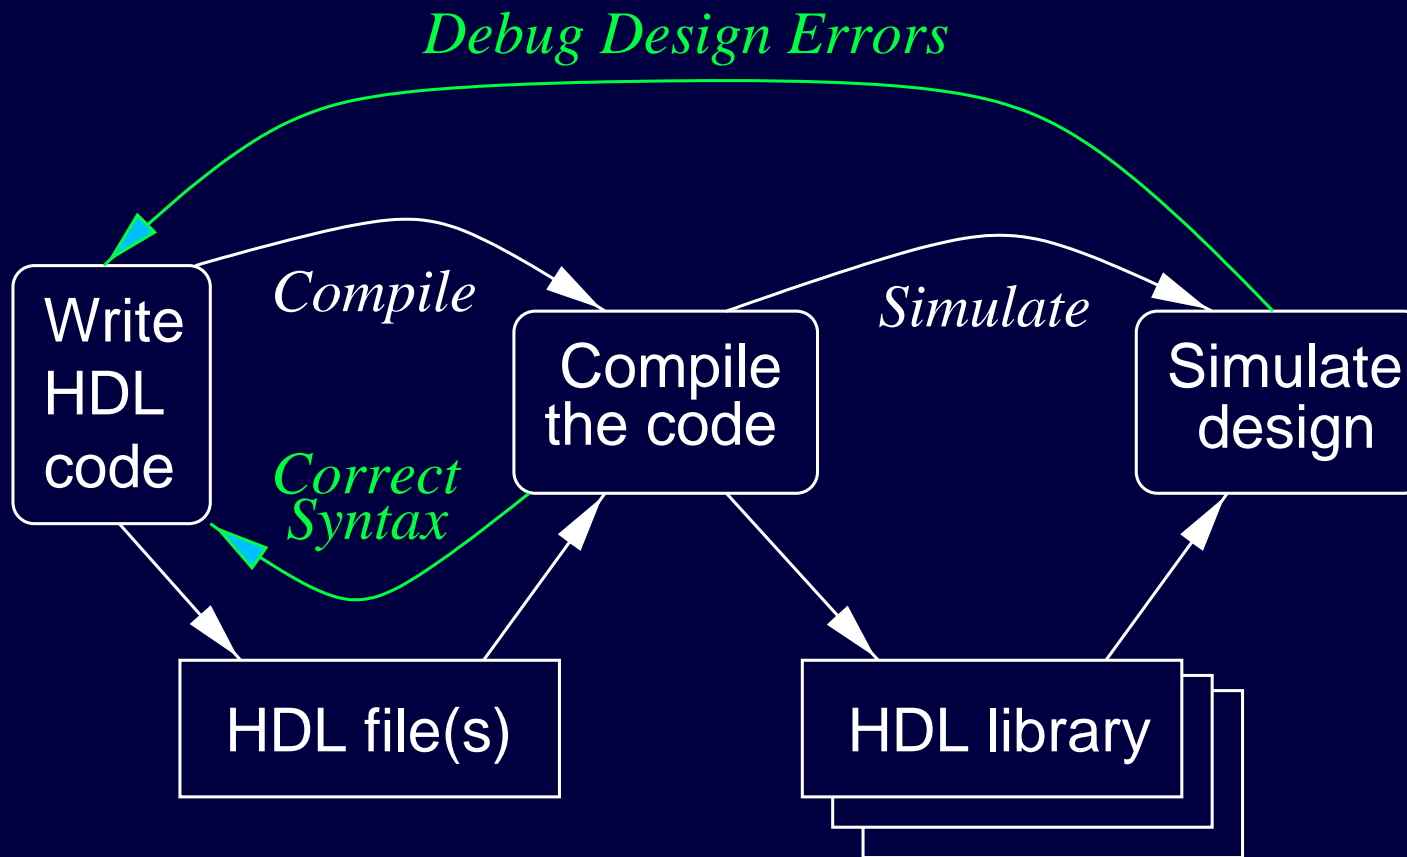 Debug Design Errors
Write
HDL
code
Compile
Compile
the code
Simulate
Simulate
design
Correct
Syntax
HDL file(s)
HDL library